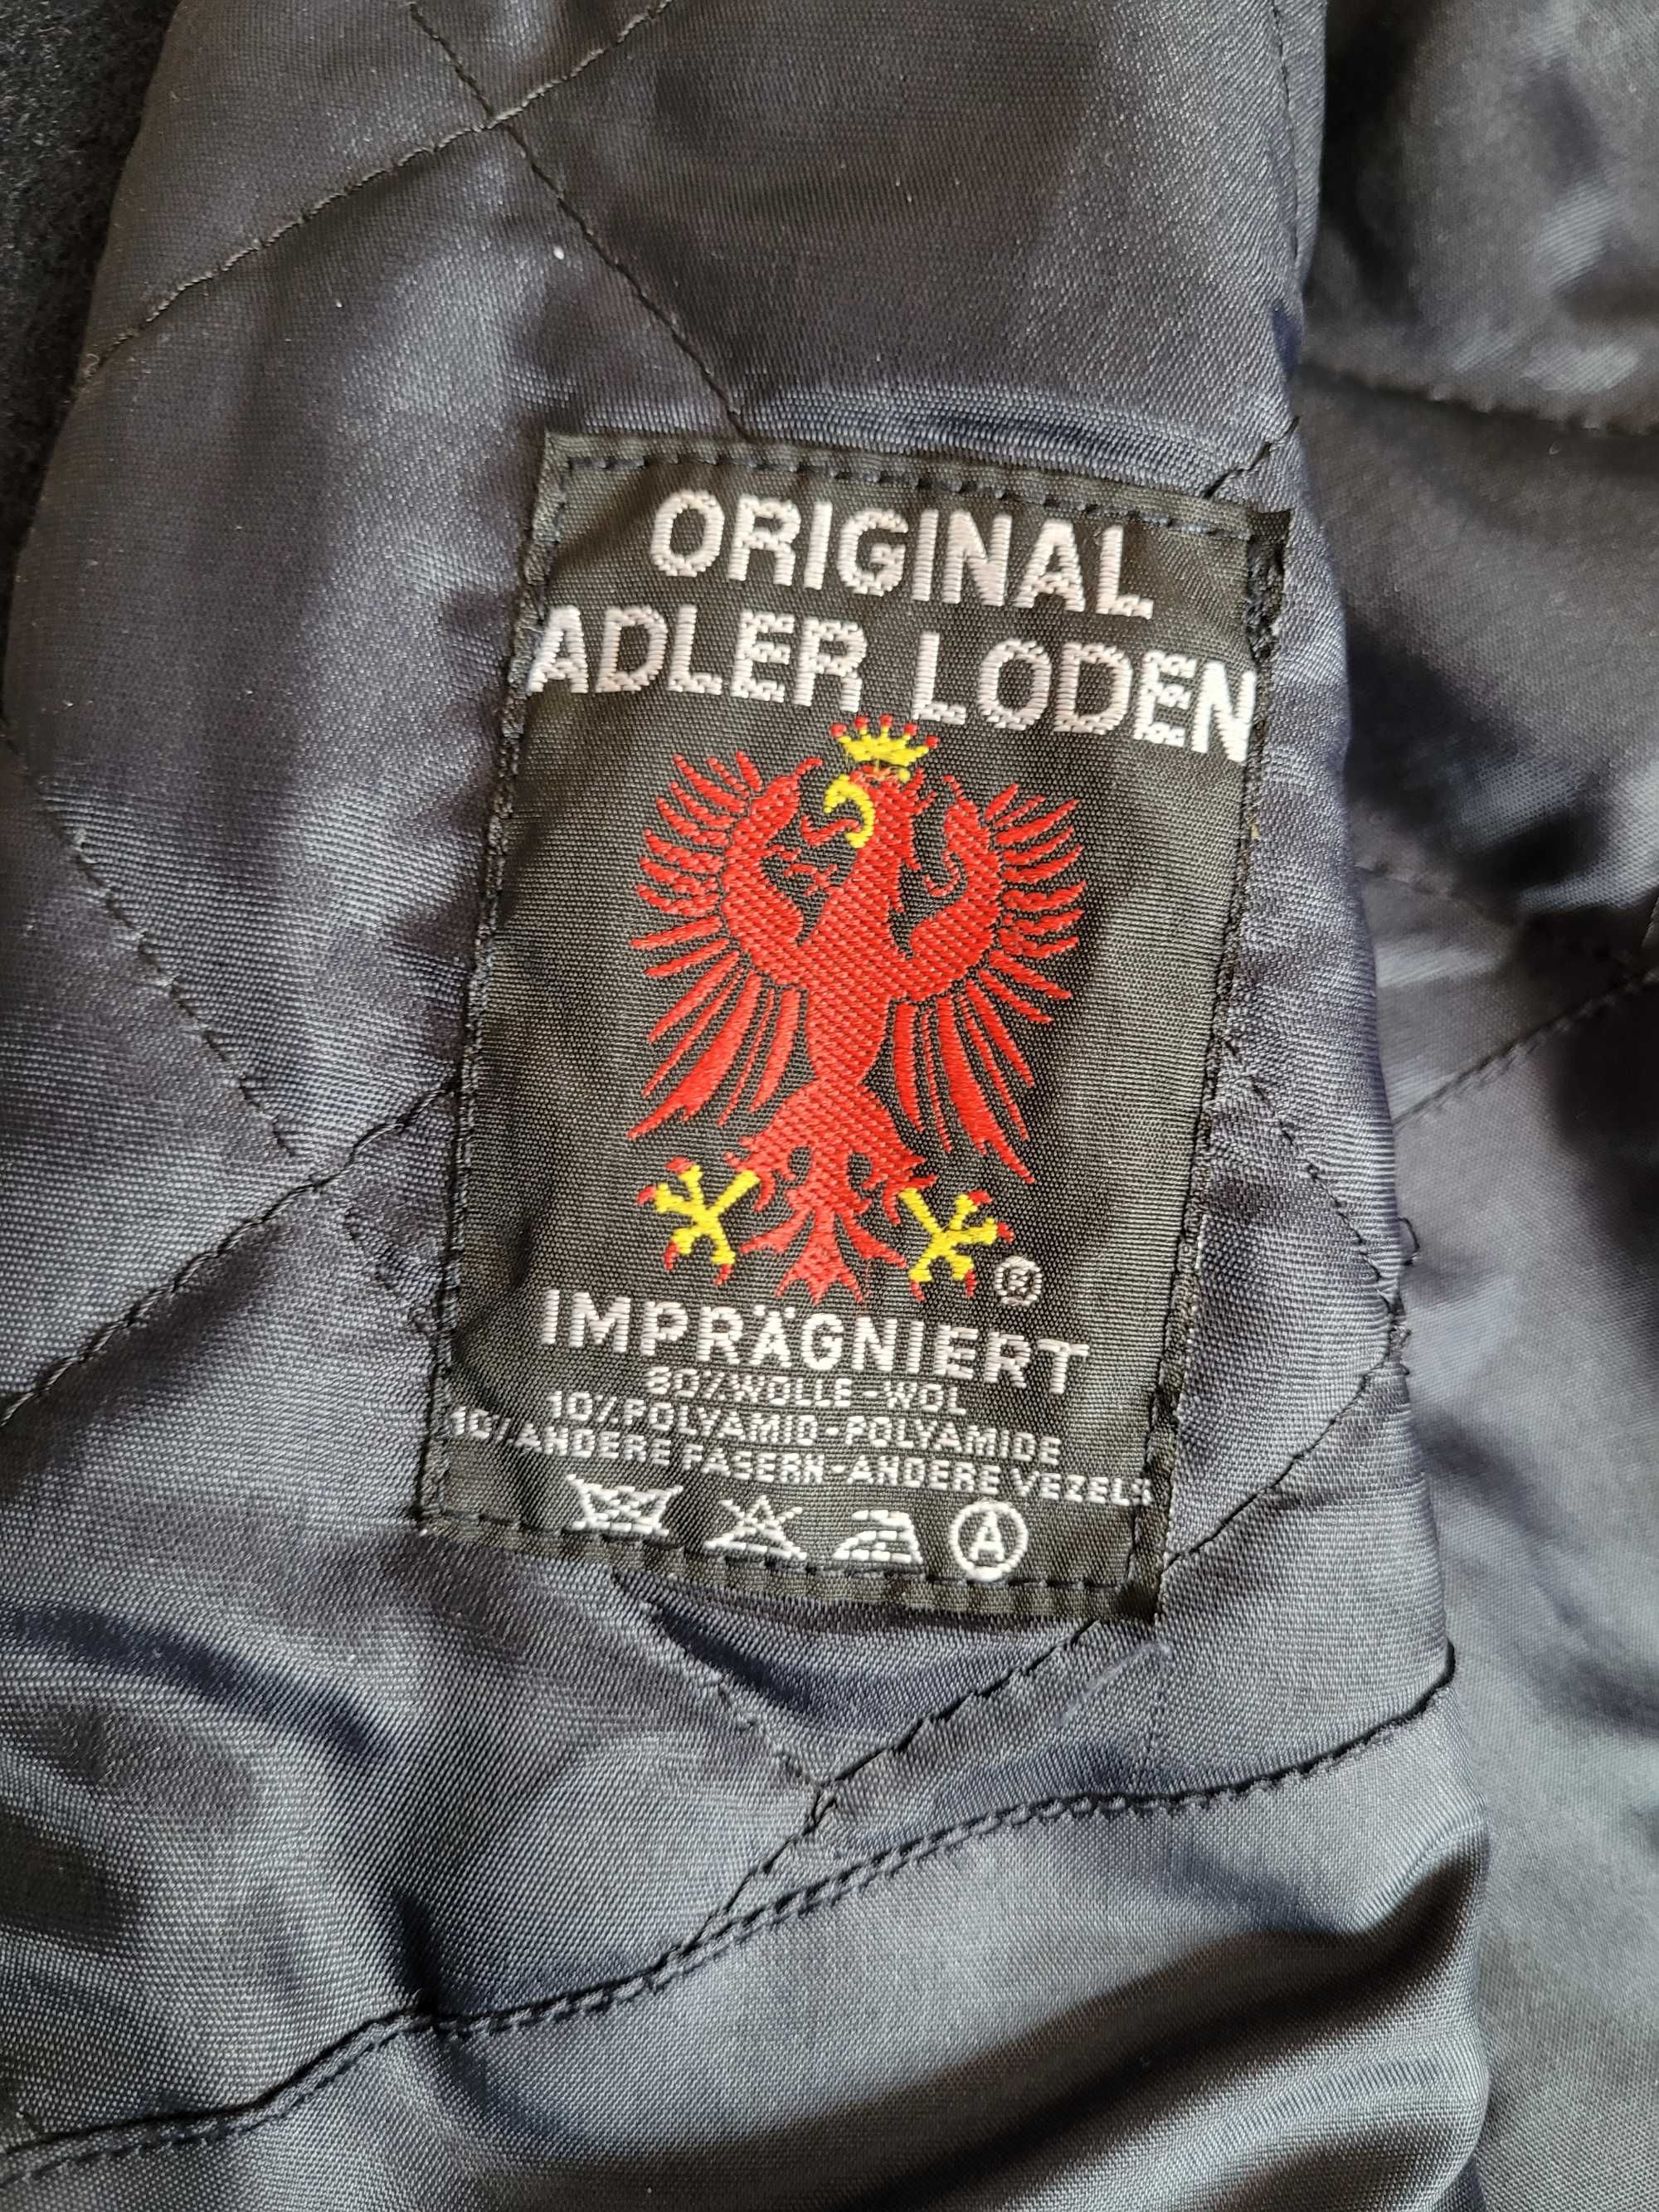 ORIGINAL
ADLER LODEN
®
IMPRÄGNIERT
80%WOLLE-WOL
10%POLYAMID-POLYAMIDE
10%ANDERE FASERN-ANDERE VEZELS
A